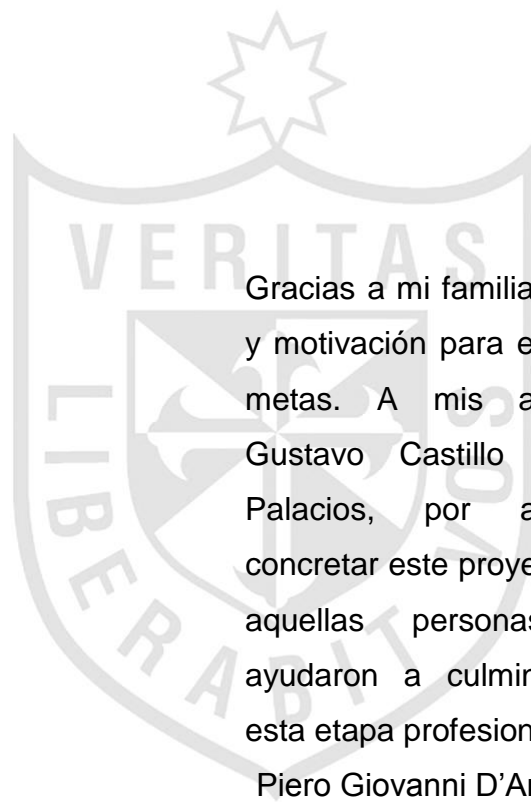 VERITAS
LIBERABIT VOS
Gracias a mi familia
y motivación para e
metas. A mis a
Gustavo Castillo
Palacios, por a
concretar este proye
aquellas personas
ayudaron a culmin
esta etapa profesion
Piero Giovanni D’A